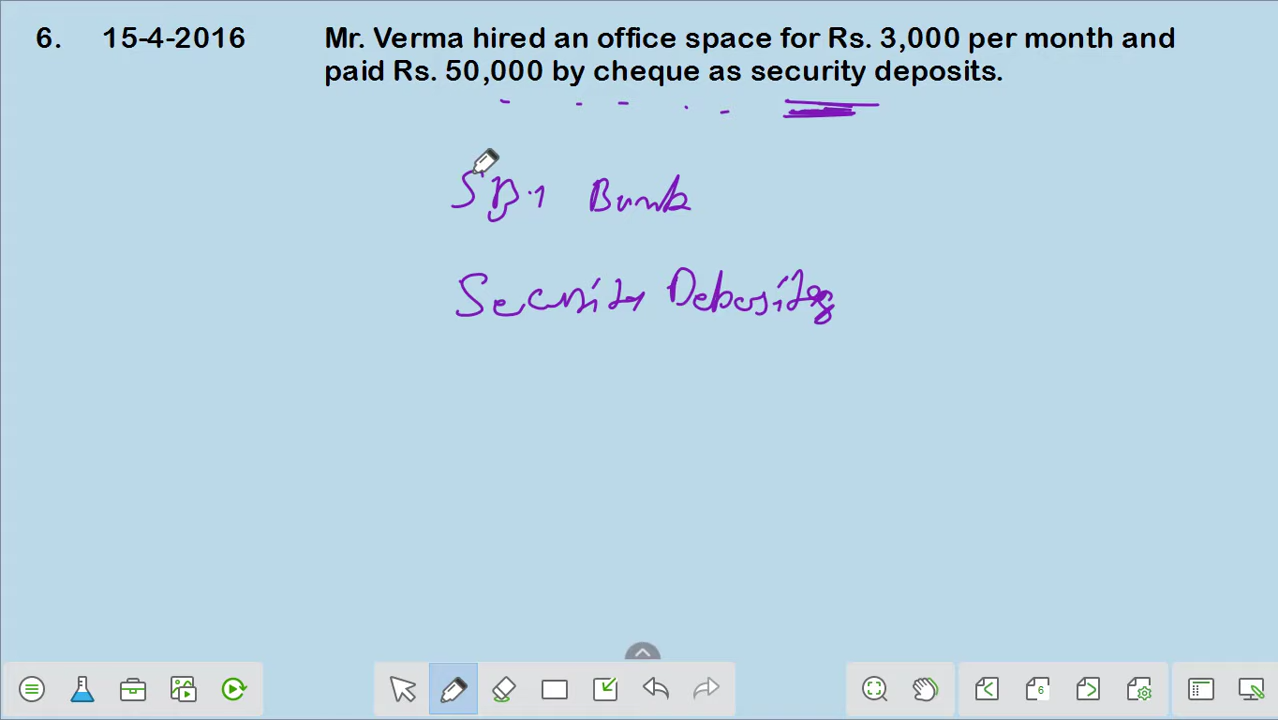 6. 15-4-2016 Mr. Verma hired an office space for Rs. 3,000 per month and
paid Rs. 50,000 by cheque as security deposits.
SBI Bank
Security Deposits
6